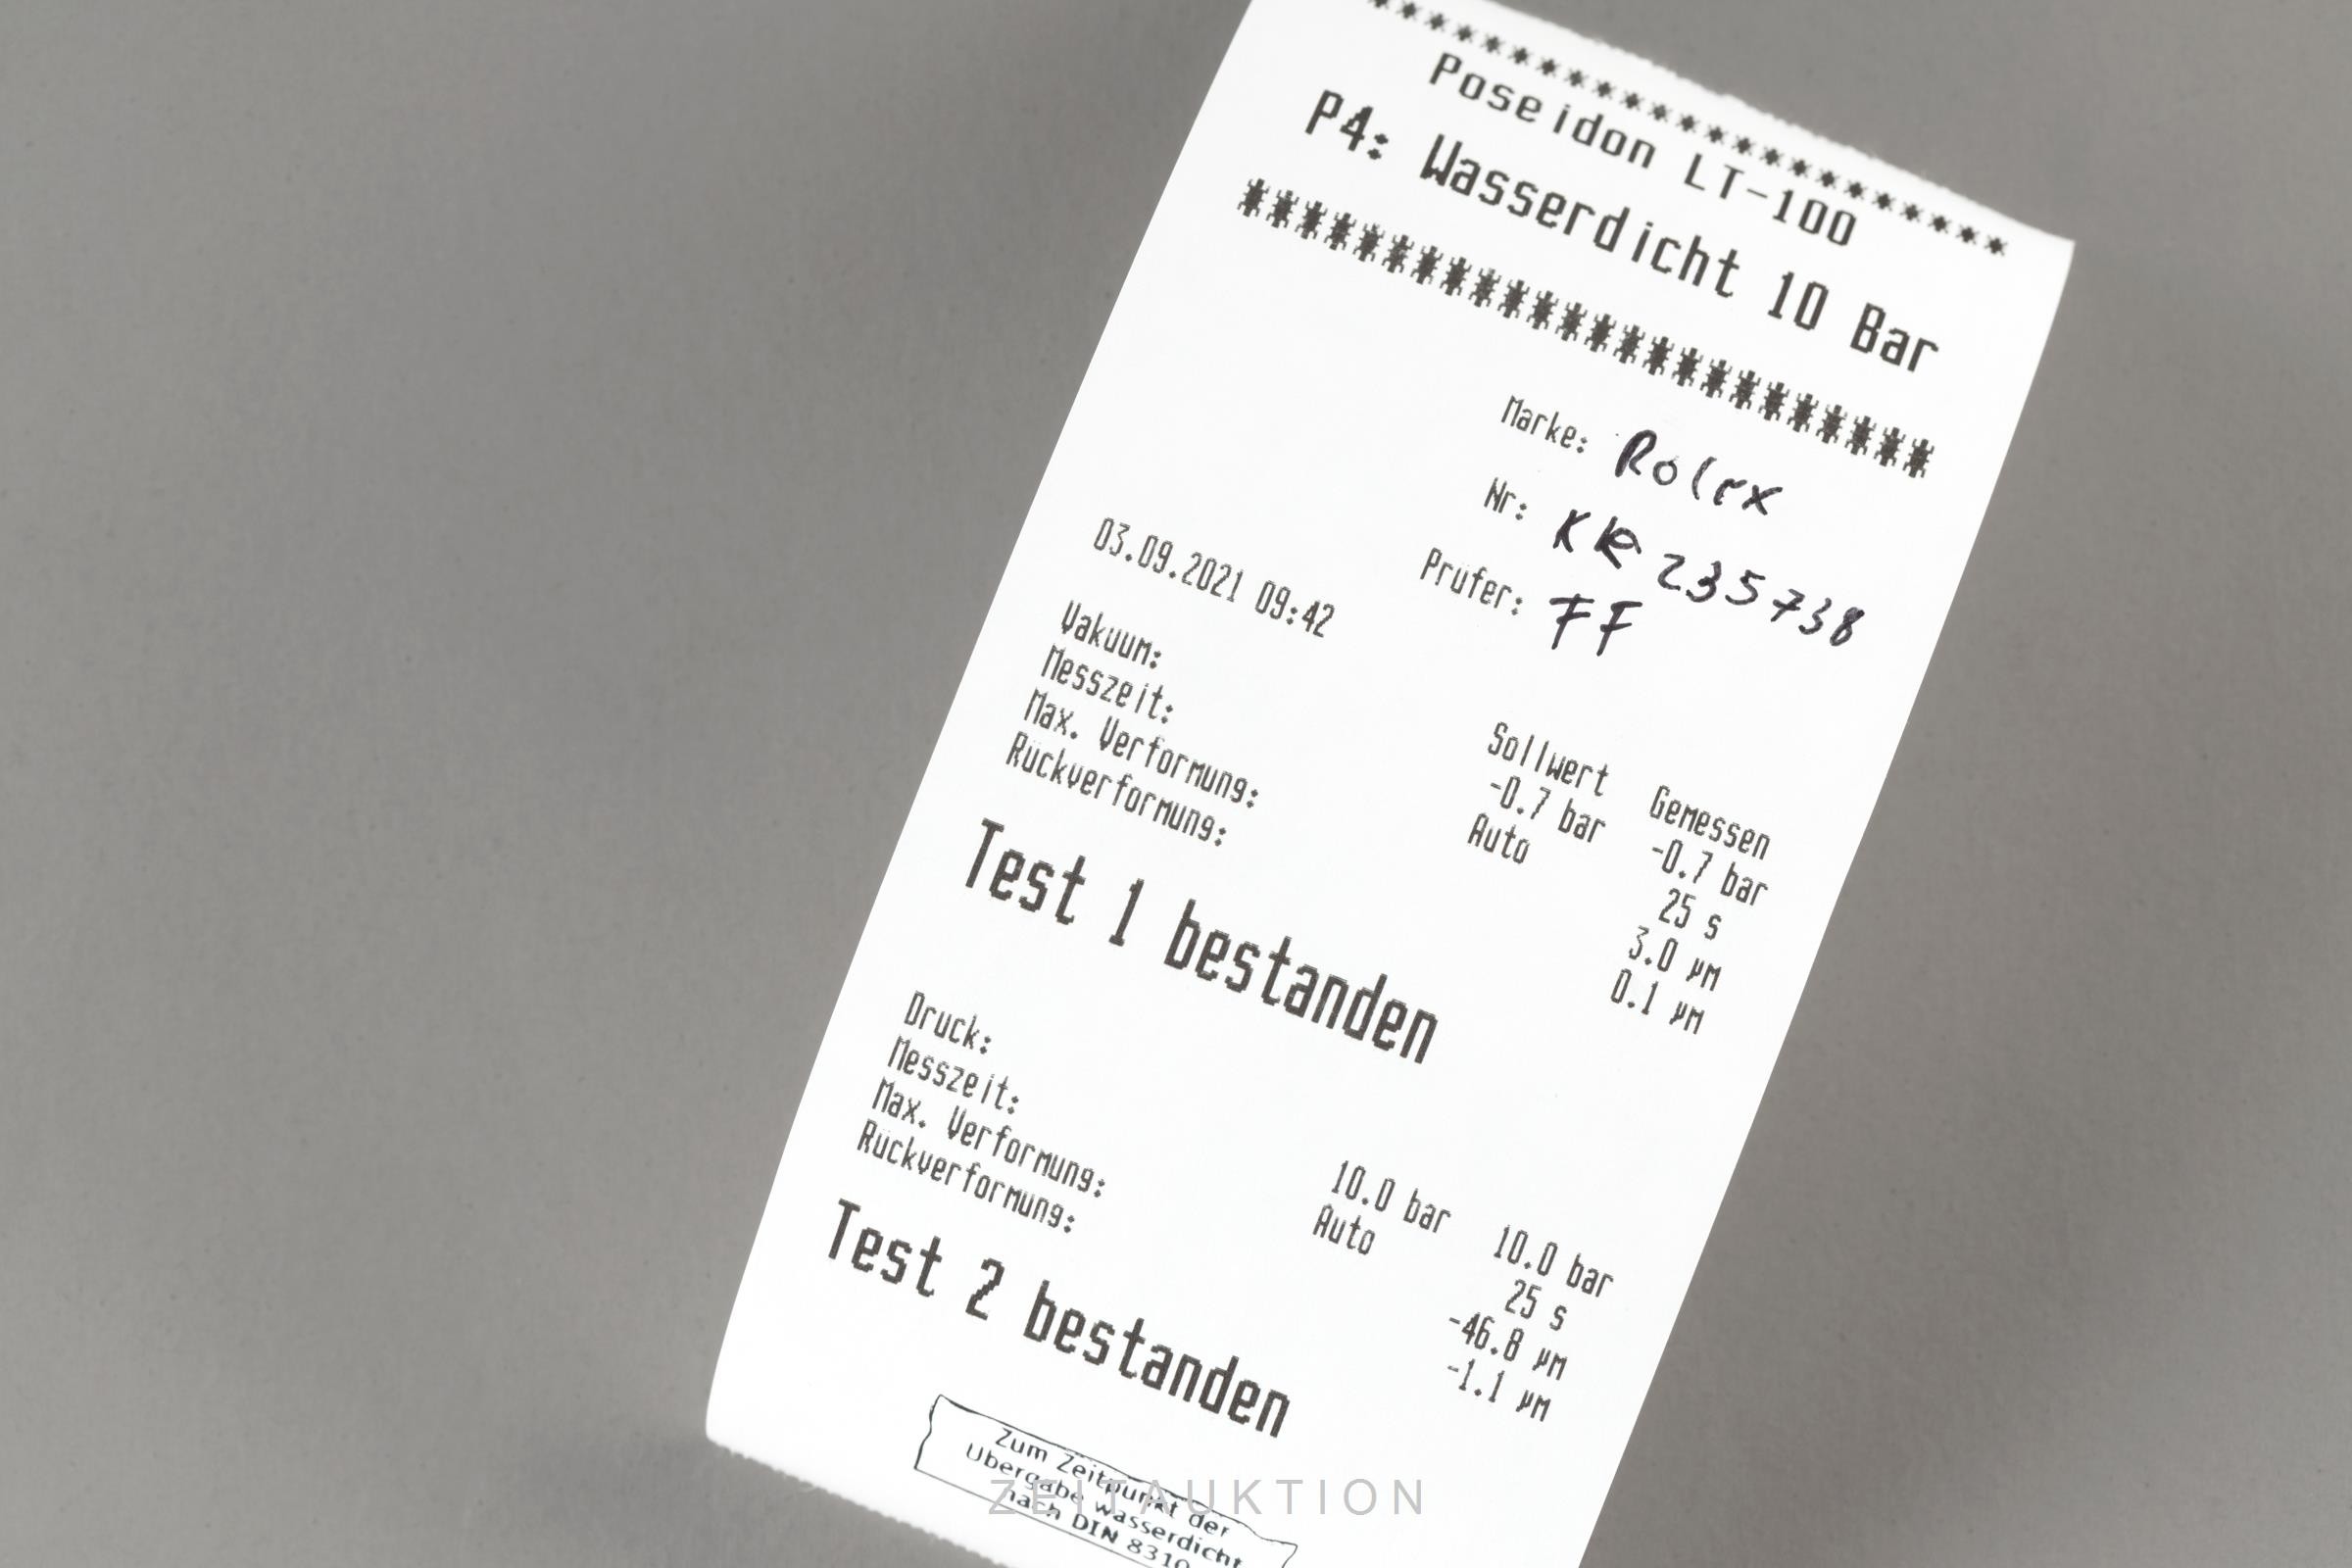 **********************
Poseidon LT-100
P4: Wasserdicht 10 Bar
************************
Marke: Rolex
Nr: KK 235738
Prüfer: FF
03.09.2021 09:42
Sollwert Gemessen
Vakuum: -0.7 bar -0.7 bar
Messzeit: Auto 25 s
Max. Verformung: 3.0 µm
Rückverformung: 0.1 µm
Test 1 bestanden
Druck: 10.0 bar 10.0 bar
Messzeit: Auto 25 s
Max. Verformung: -46.8 µm
Rückverformung: -1.1 µm
Test 2 bestanden
Zum Zeitpunkt der
Übergabe wasserdicht
nach DIN 8310
ZEITAUKTION